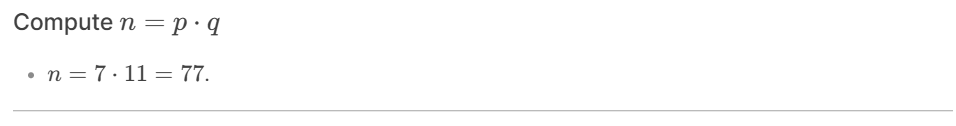 Compute n = p · q
• n = 7 · 11 = 77.